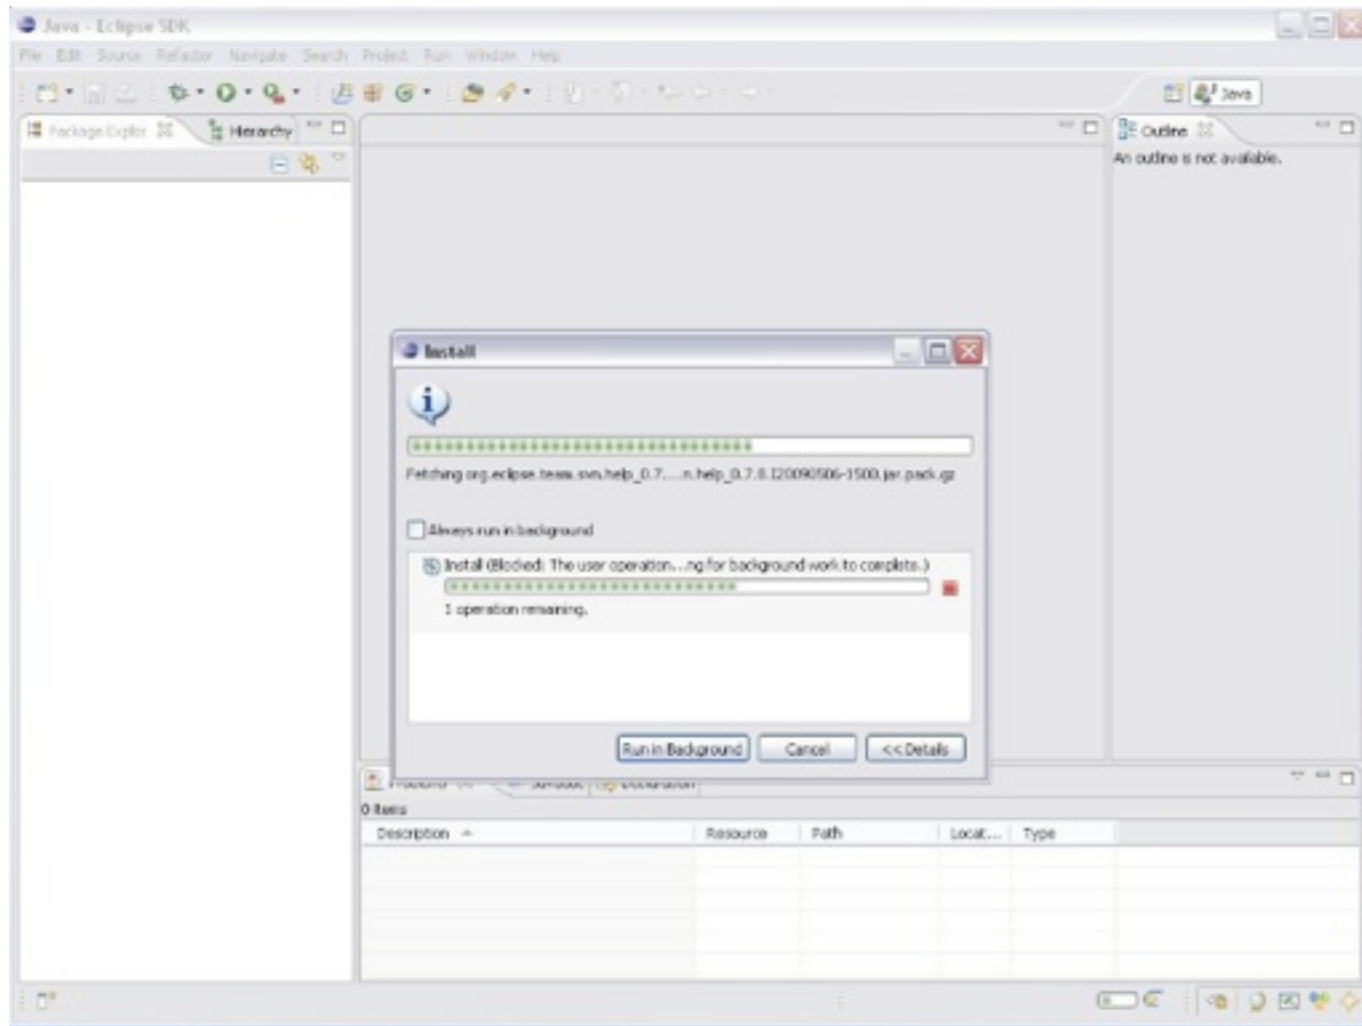 Java - Eclipse SDK
File Edit Source Refactor Navigate Search Project Run Window Help
Java
Package Explor
Hierarchy
Outline
An outline is not available.
Install
Fetching org.eclipse.team.svn.help_0.7....n.help_0.7.8.I20090506-1500.jar.pack.gz
Always run in background
Install (Blocked: The user operation...ng for background work to complete.)
1 operation remaining.
Run in Background
Cancel
<< Details
0 items
Description
Resource
Path
Locat...
Type